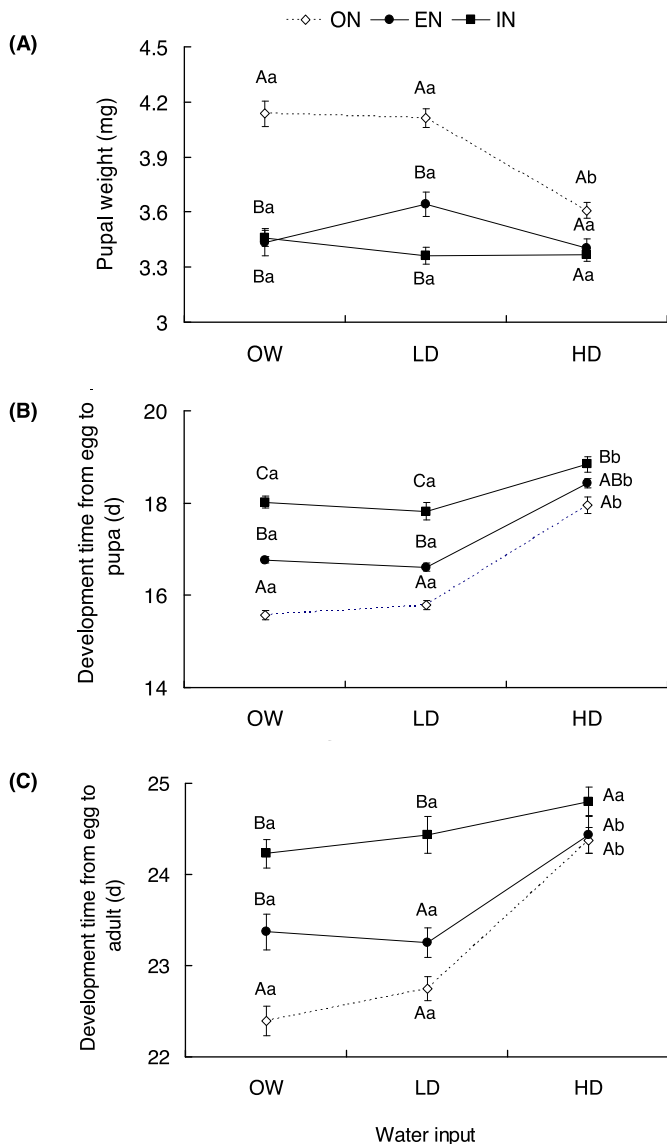 ON EN IN
(A)
Pupal weight (mg)
4.5
4.2
3.9
3.6
3.3
3
Aa
Aa
Ab
Ba
Ba
Aa
Ba
Ba
Aa
OW LD HD
(B)
Development time from egg to
pupa (d)
20
18
16
14
Ca
Ca
Bb
ABb
Ab
Ba
Ba
Aa
Aa
OW LD HD
(C)
Development time from egg to
adult (d)
25
24
23
22
Ba
Ba
Aa
Ab
Ab
Ba
Aa
Aa
Aa
OW LD HD
Water input